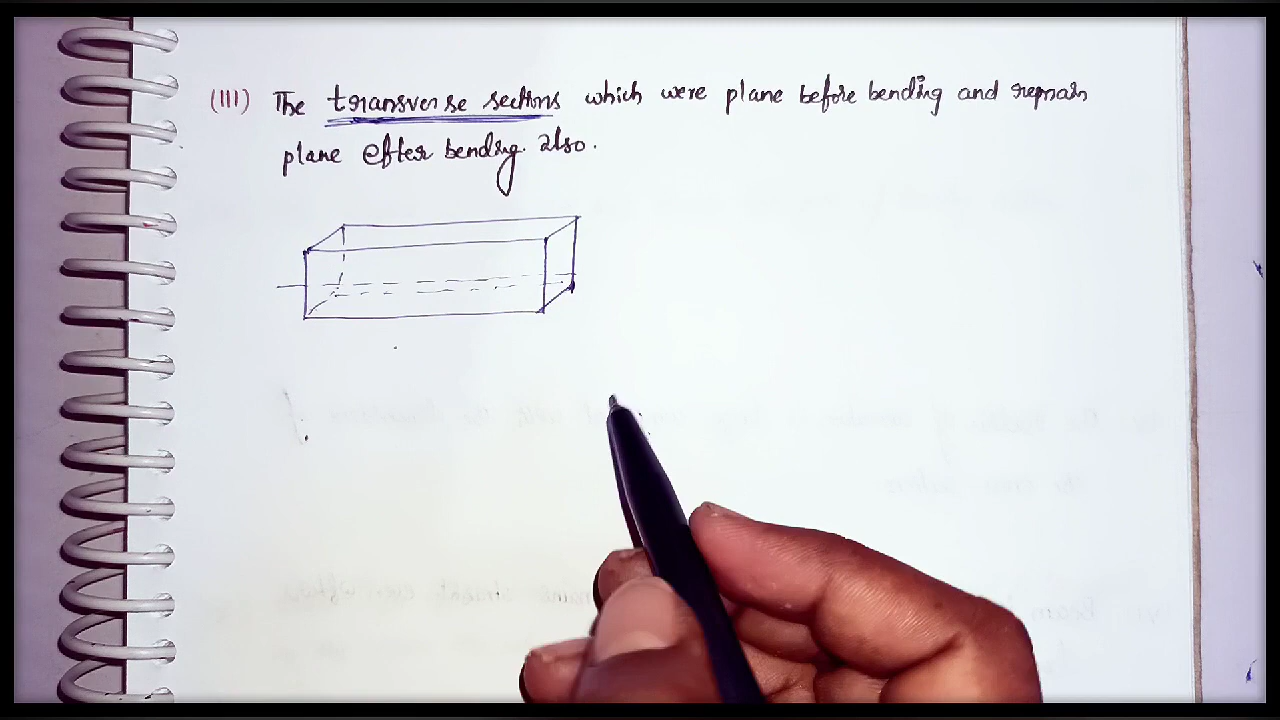 (III) The transverse sections which were plane before bending and remain
plane after bending also.